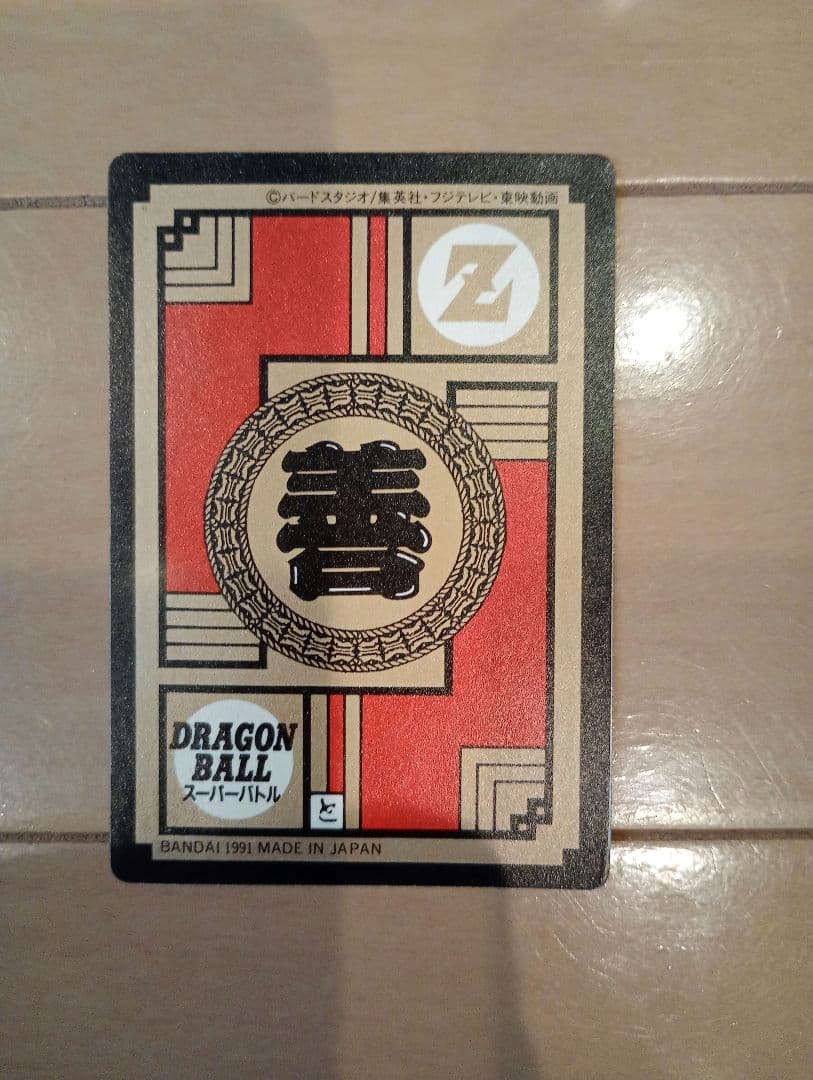 ©バードスタジオ/集英社・フジテレビ・東映動画
Z
善
DRAGON
BALL
スーパーバトル
と
BANDAI 1991 MADE IN JAPAN